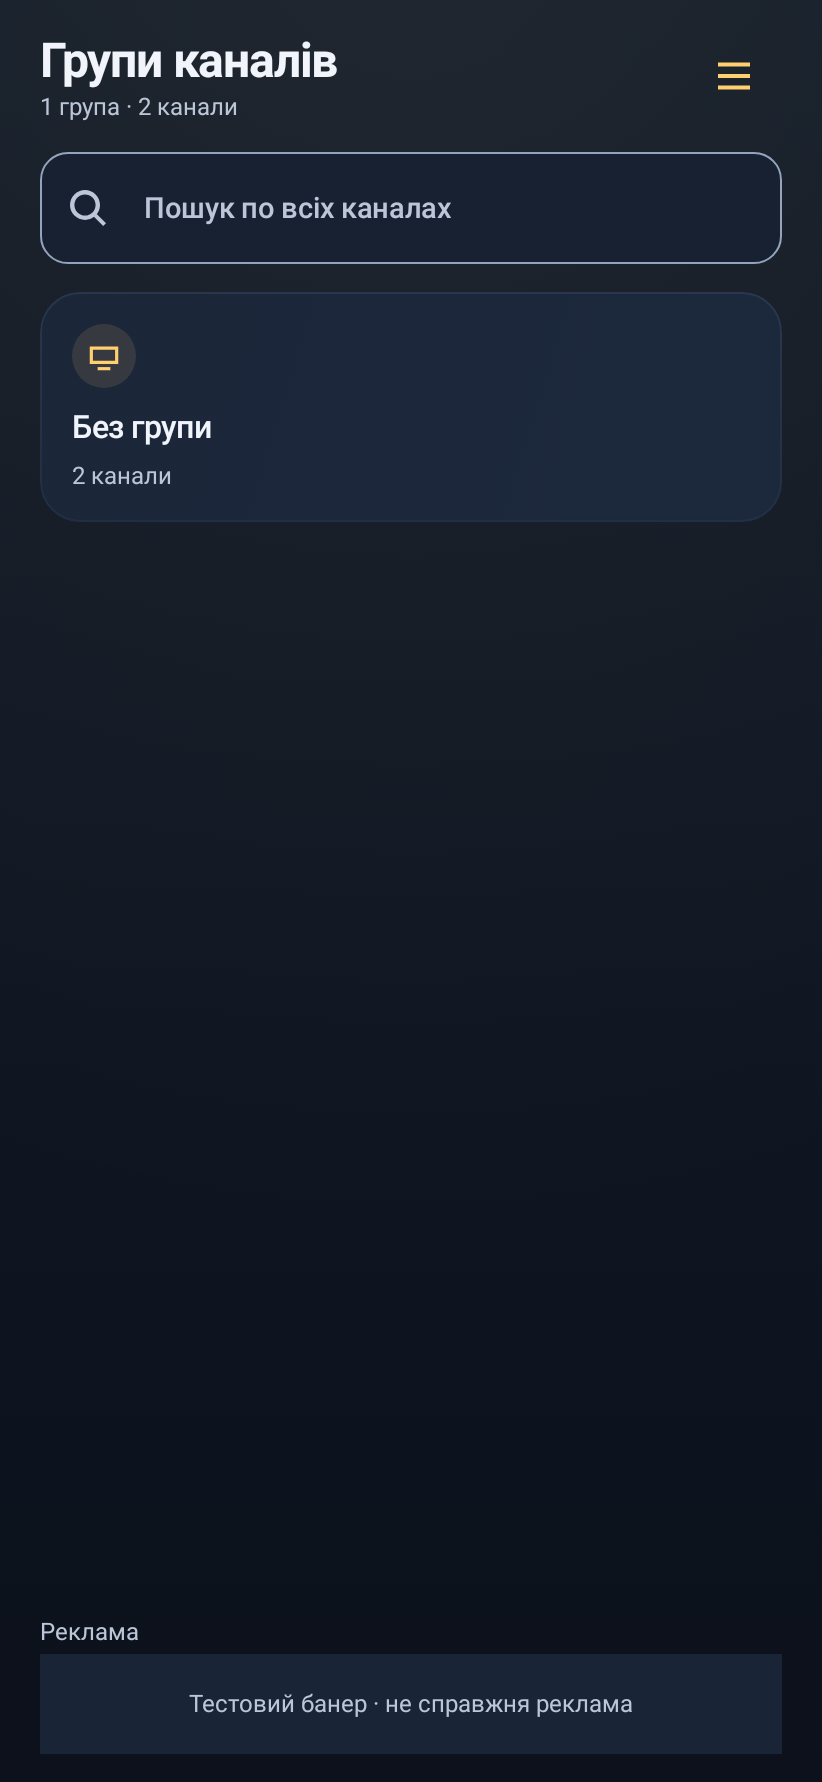 Групи каналів
1 група · 2 канали
Пошук по всіх каналах
Без групи
2 канали
Реклама
Тестовий банер · не справжня реклама